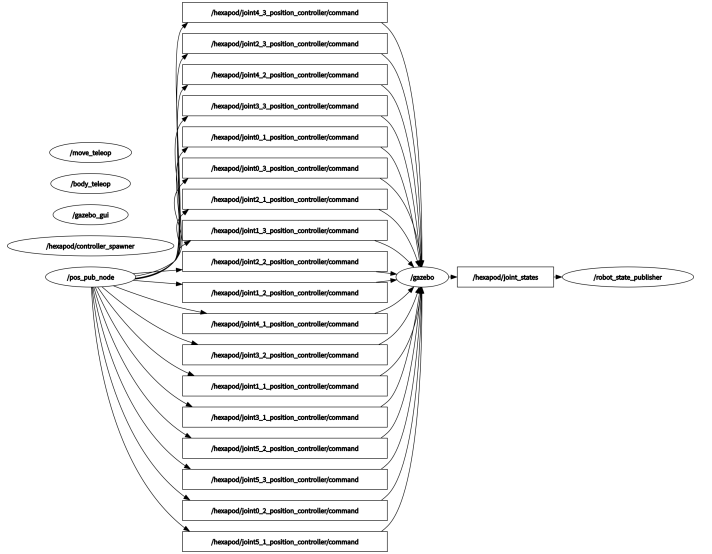 /hexapod/joint4_3_position_controller/command
/hexapod/joint2_3_position_controller/command
/hexapod/joint4_2_position_controller/command
/hexapod/joint3_3_position_controller/command
/hexapod/joint0_1_position_controller/command
/move_teleop
/hexapod/joint0_3_position_controller/command
/body_teleop
/hexapod/joint2_1_position_controller/command
/gazebo_gui
/hexapod/joint1_3_position_controller/command
/hexapod/controller_spawner
/hexapod/joint2_2_position_controller/command
/pos_pub_node
/gazebo
/hexapod/joint_states
/robot_state_publisher
/hexapod/joint1_2_position_controller/command
/hexapod/joint4_1_position_controller/command
/hexapod/joint3_2_position_controller/command
/hexapod/joint1_1_position_controller/command
/hexapod/joint3_1_position_controller/command
/hexapod/joint5_2_position_controller/command
/hexapod/joint5_3_position_controller/command
/hexapod/joint0_2_position_controller/command
/hexapod/joint5_1_position_controller/command